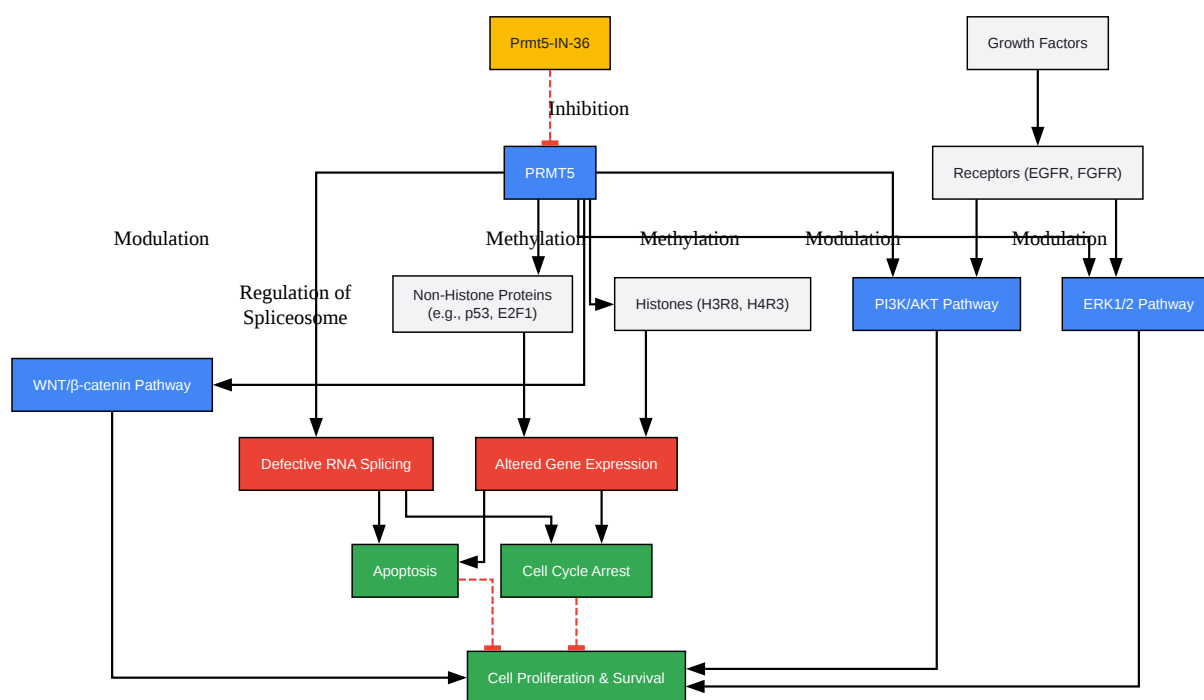 Prmt5-IN-36
Growth Factors
Inhibition
PRMT5
Receptors (EGFR, FGFR)
Modulation
Methylation
Methylation
Modulation
Modulation
Regulation of
Spliceosome
Non-Histone Proteins
(e.g., p53, E2F1)
Histones (H3R8, H4R3)
PI3K/AKT Pathway
ERK1/2 Pathway
WNT/β-catenin Pathway
Defective RNA Splicing
Altered Gene Expression
Apoptosis
Cell Cycle Arrest
Cell Proliferation & Survival